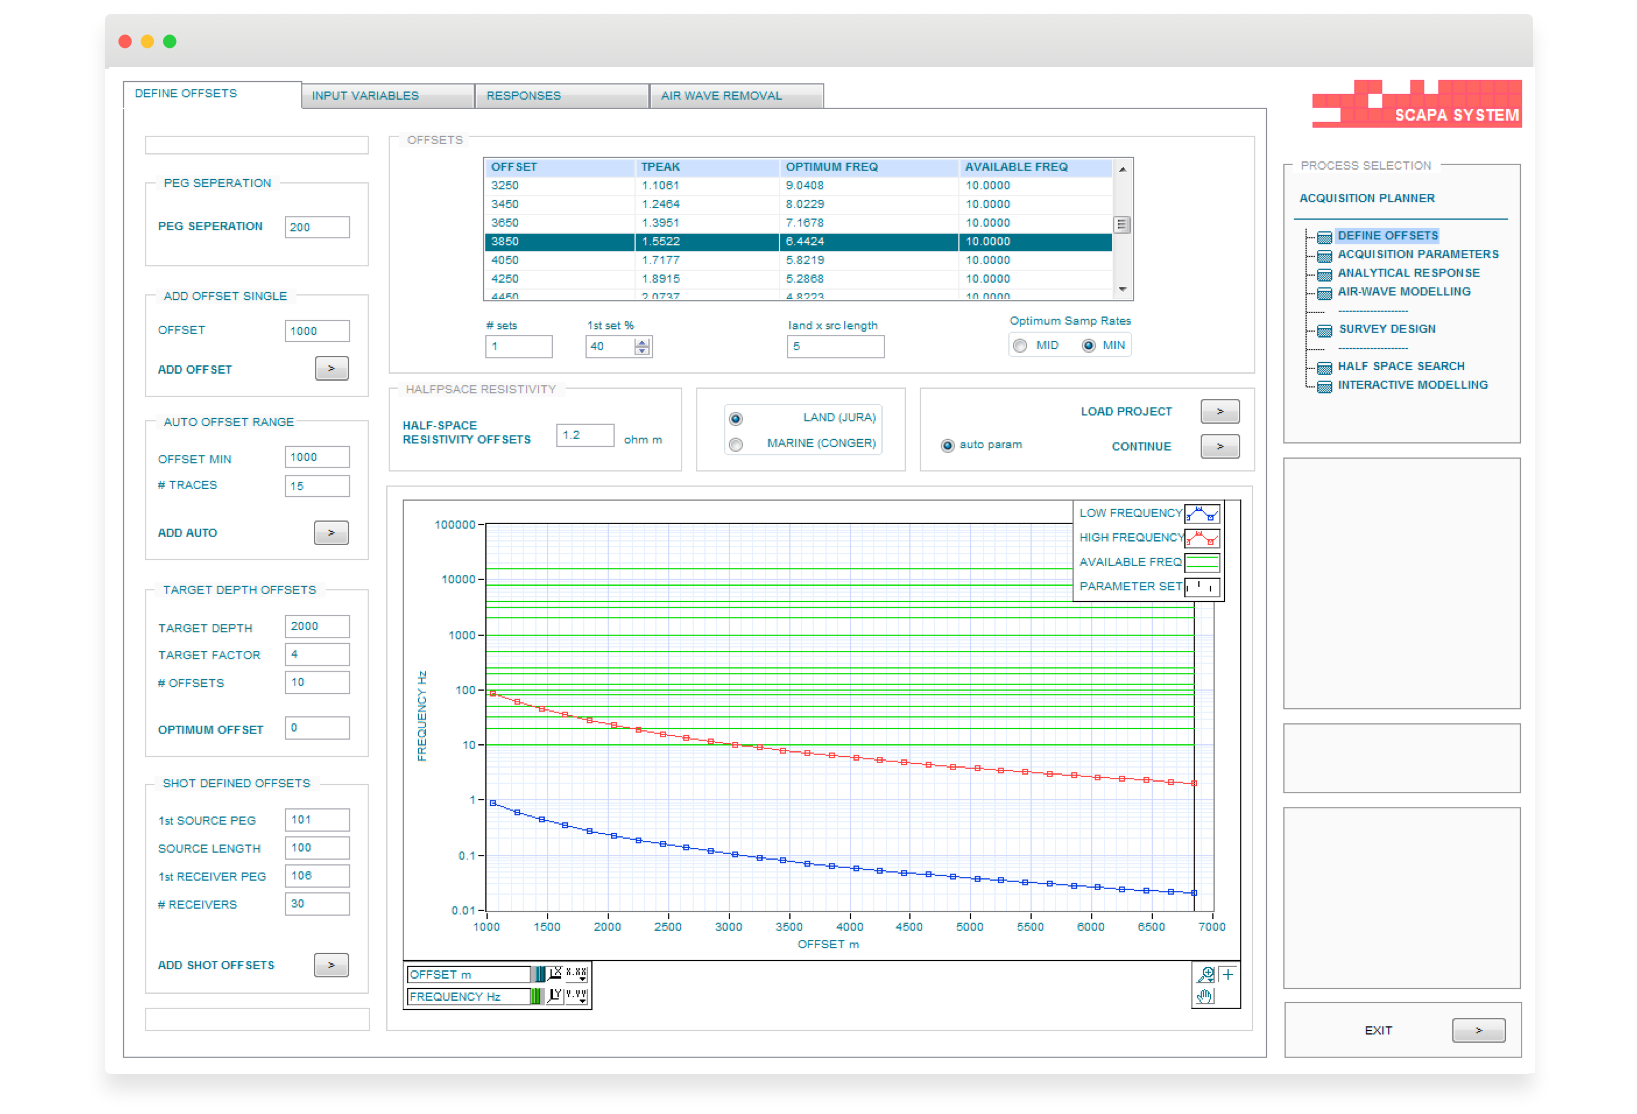 DEFINE OFFSETS
INPUT VARIABLES
RESPONSES
AIR WAVE REMOVAL
SCAPA SYSTEM
PEG SEPERATION
PEG SEPERATION 200
ADD OFFSET SINGLE
OFFSET 1000
ADD OFFSET >
AUTO OFFSET RANGE
OFFSET MIN 1000
# TRACES 15
ADD AUTO >
TARGET DEPTH OFFSETS
TARGET DEPTH 2000
TARGET FACTOR 4
# OFFSETS 10
OPTIMUM OFFSET 0
SHOT DEFINED OFFSETS
1st SOURCE PEG 101
SOURCE LENGTH 100
1st RECEIVER PEG 106
# RECEIVERS 30
ADD SHOT OFFSETS >
OFFSETS
OFFSET TPEAK OPTIMUM FREQ AVAILABLE FREQ
3250 1.1061 9.0408 10.0000
3450 1.2464 8.0229 10.0000
3650 1.3951 7.1678 10.0000
3850 1.5522 6.4424 10.0000
4050 1.7177 5.8219 10.0000
4250 1.8915 5.2868 10.0000
4450 2.0737 4.8223 10.0000
# sets 1st set % land x src length Optimum Samp Rates
1 40 5 MID MIN
HALFPSACE RESISTIVITY
HALF-SPACE
RESISTIVITY OFFSETS 1.2 ohm m
LAND (JURA)
MARINE (CONGER)
LOAD PROJECT >
auto param CONTINUE >
LOW FREQUENCY
HIGH FREQUENCY
AVAILABLE FREQ
PARAMETER SET
FREQUENCY Hz
100000
10000
1000
100
10
1
0.1
0.01
1000 1500 2000 2500 3000 3500 4000 4500 5000 5500 6000 6500 7000
OFFSET m
OFFSET m X X.XX
FREQUENCY Hz Y Y.YY
PROCESS SELECTION
ACQUISITION PLANNER
DEFINE OFFSETS
ACQUISITION PARAMETERS
ANALYTICAL RESPONSE
AIR-WAVE MODELLING
--------------------
SURVEY DESIGN
--------------------
HALF SPACE SEARCH
INTERACTIVE MODELLING
EXIT >